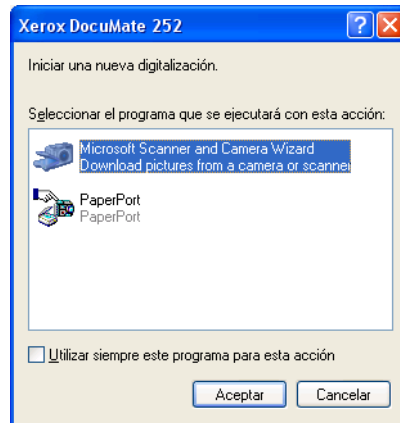 Xerox DocuMate 252
Iniciar una nueva digitalización.
Seleccionar el programa que se ejecutará con esta acción:
Microsoft Scanner and Camera Wizard
Download pictures from a camera or scanner
PaperPort
PaperPort
Utilizar siempre este programa para esta acción
Aceptar Cancelar